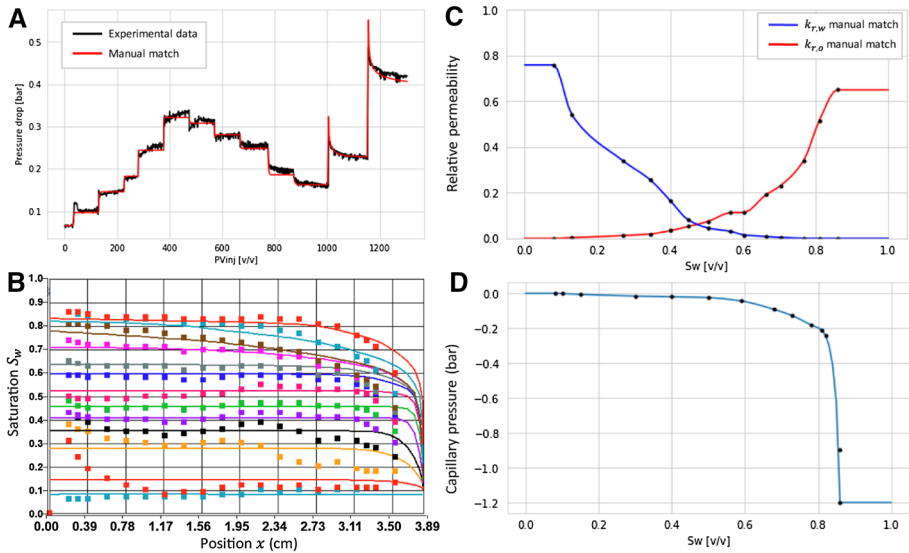 A
Experimental data
Manual match
Pressure drop [bar]
0.5
0.4
0.3
0.2
0.1
0 200 400 600 800 1000 1200
PVinj [v/v]
B
Saturation Sw
1.0
0.9
0.8
0.7
0.6
0.5
0.4
0.3
0.2
0.1
0.0
0.00 0.39 0.78 1.17 1.56 1.95 2.34 2.73 3.11 3.50 3.89
Position x (cm)
C
kr,w manual match
kr,o manual match
Relative permeability
1.0
0.8
0.6
0.4
0.2
0.0
0.0 0.2 0.4 0.6 0.8 1.0
Sw [v/v]
D
Capillary pressure (bar)
0.0
−0.2
−0.4
−0.6
−0.8
−1.0
−1.2
0.0 0.2 0.4 0.6 0.8 1.0
Sw [v/v]